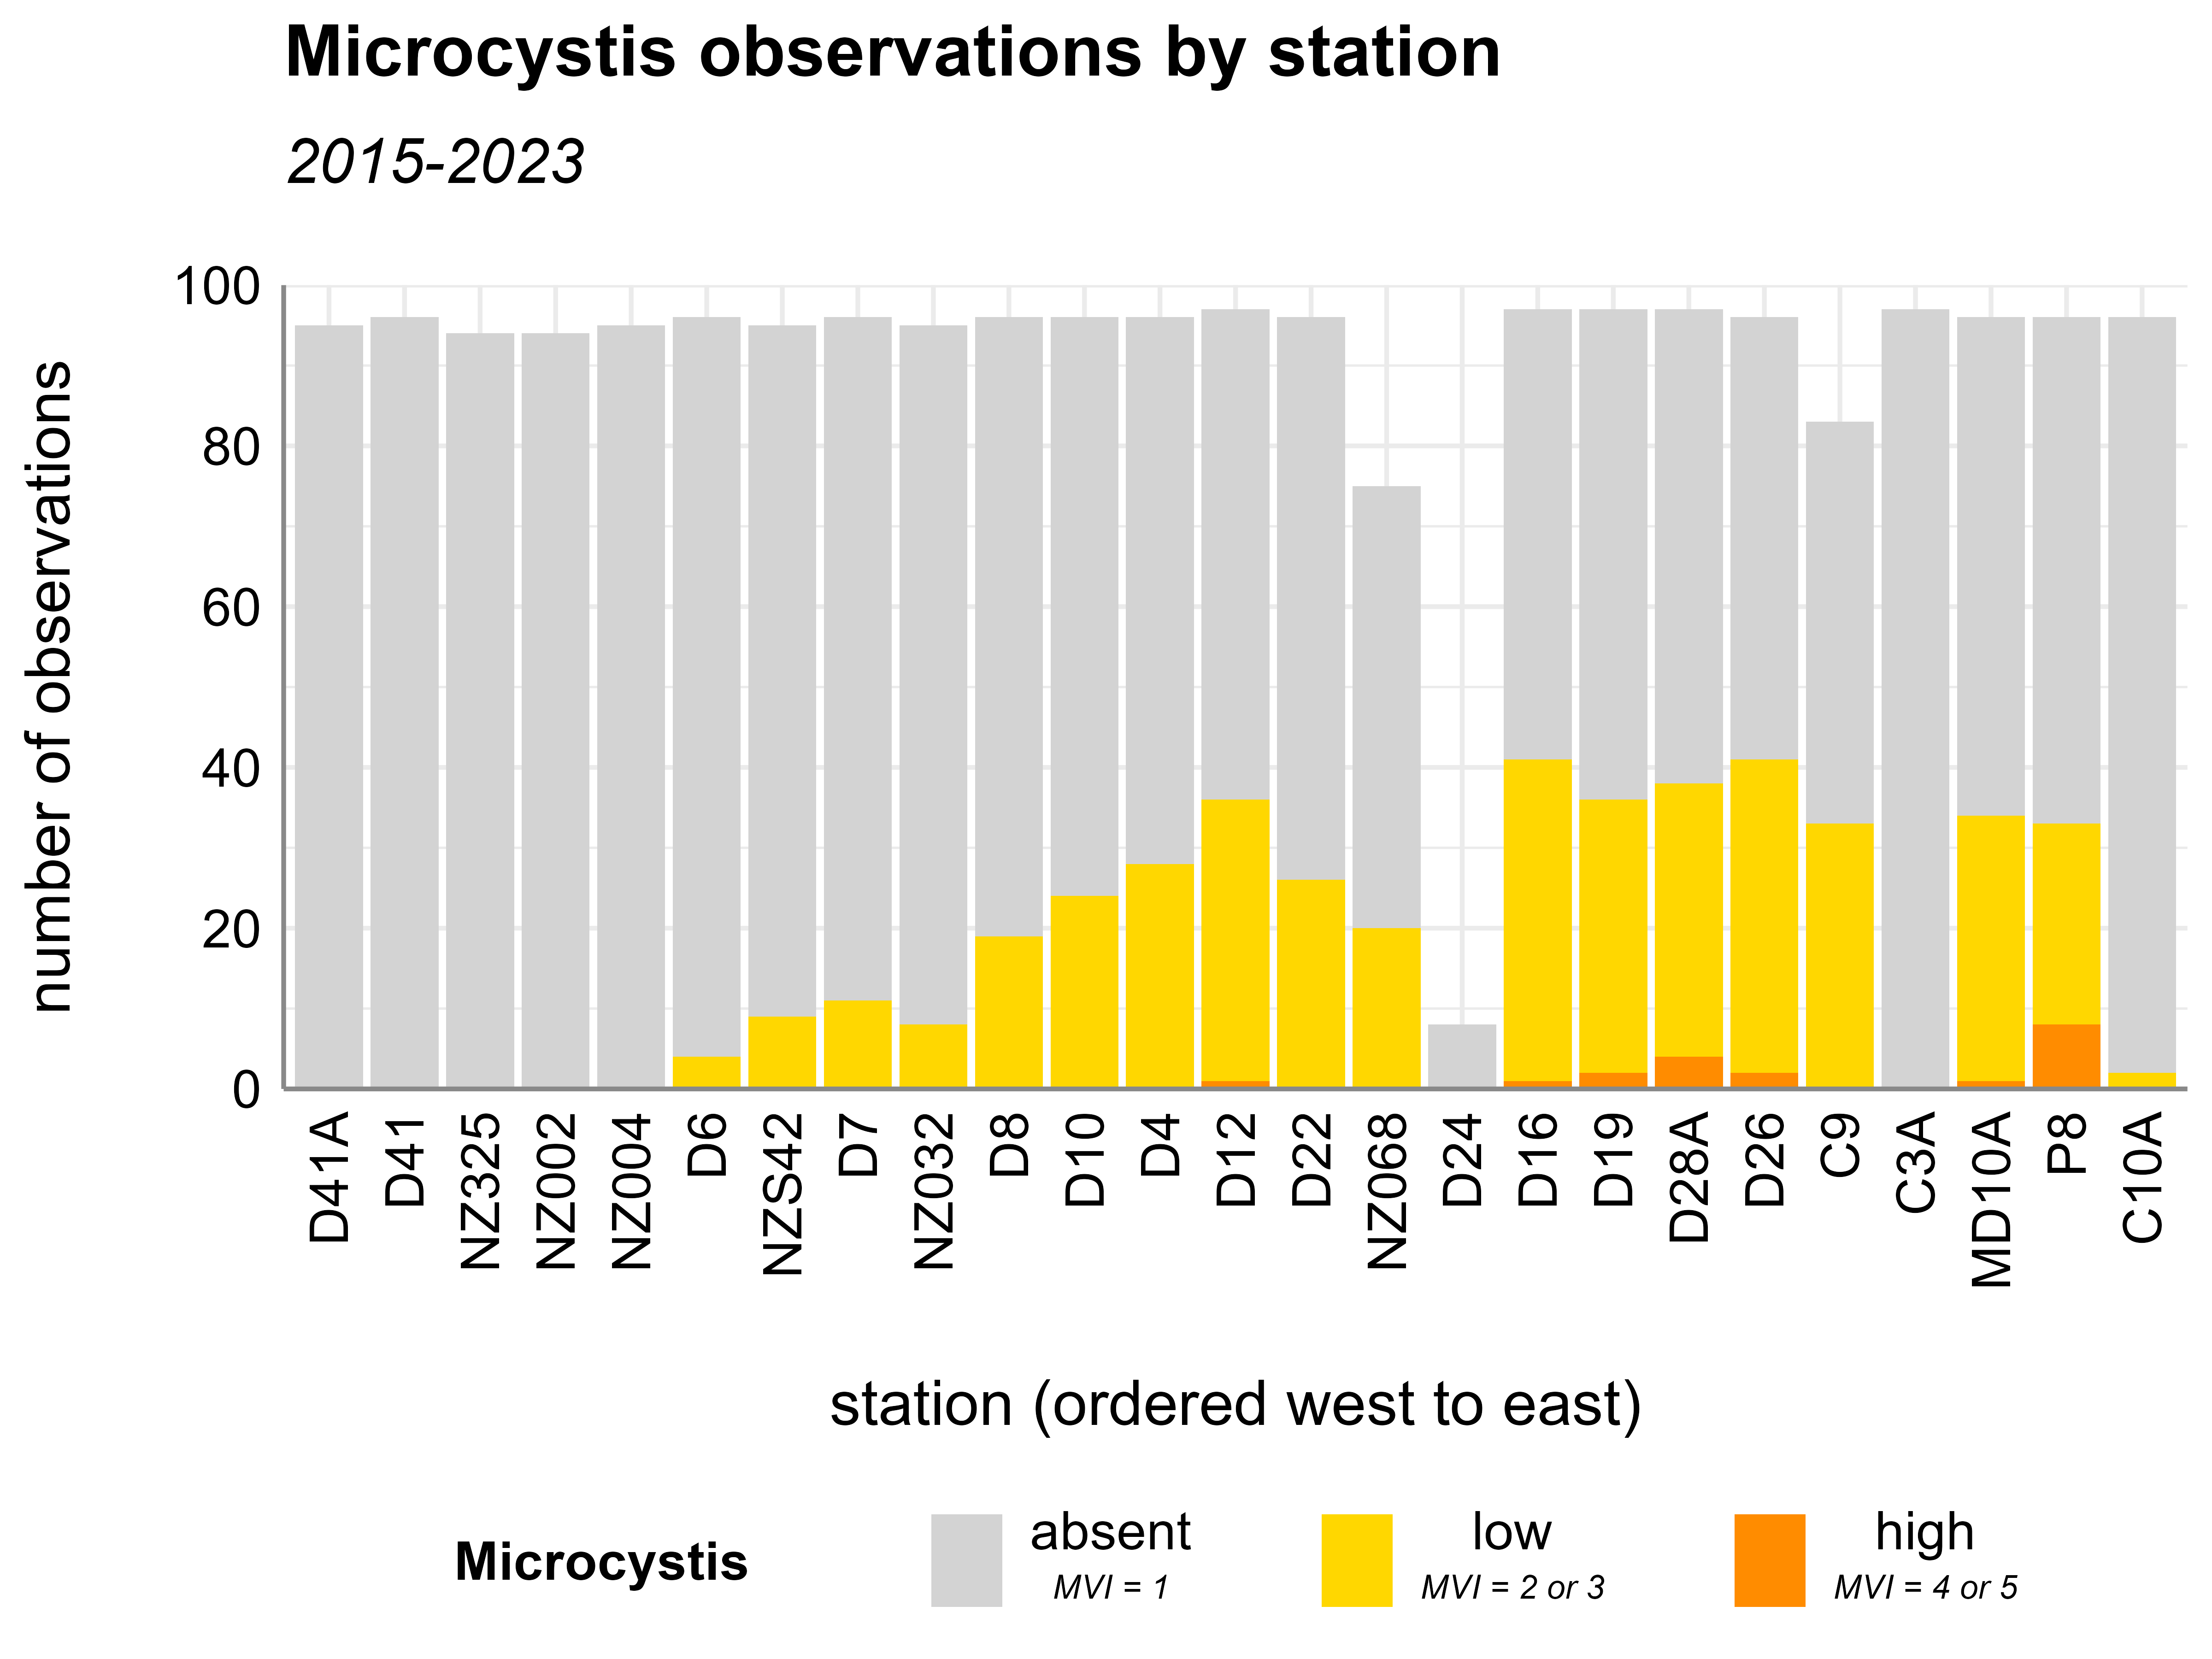 Microcystis observations by station
2015-2023
number of observations
100
80
60
40
20
0
D41A
D41
NZ325
NZ002
NZ004
D6
NZS42
D7
NZ032
D8
D10
D4
D12
D22
NZ068
D24
D16
D19
D28A
D26
C9
C3A
MD10A
P8
C10A
station (ordered west to east)
Microcystis
absent
MVI = 1
low
MVI = 2 or 3
high
MVI = 4 or 5